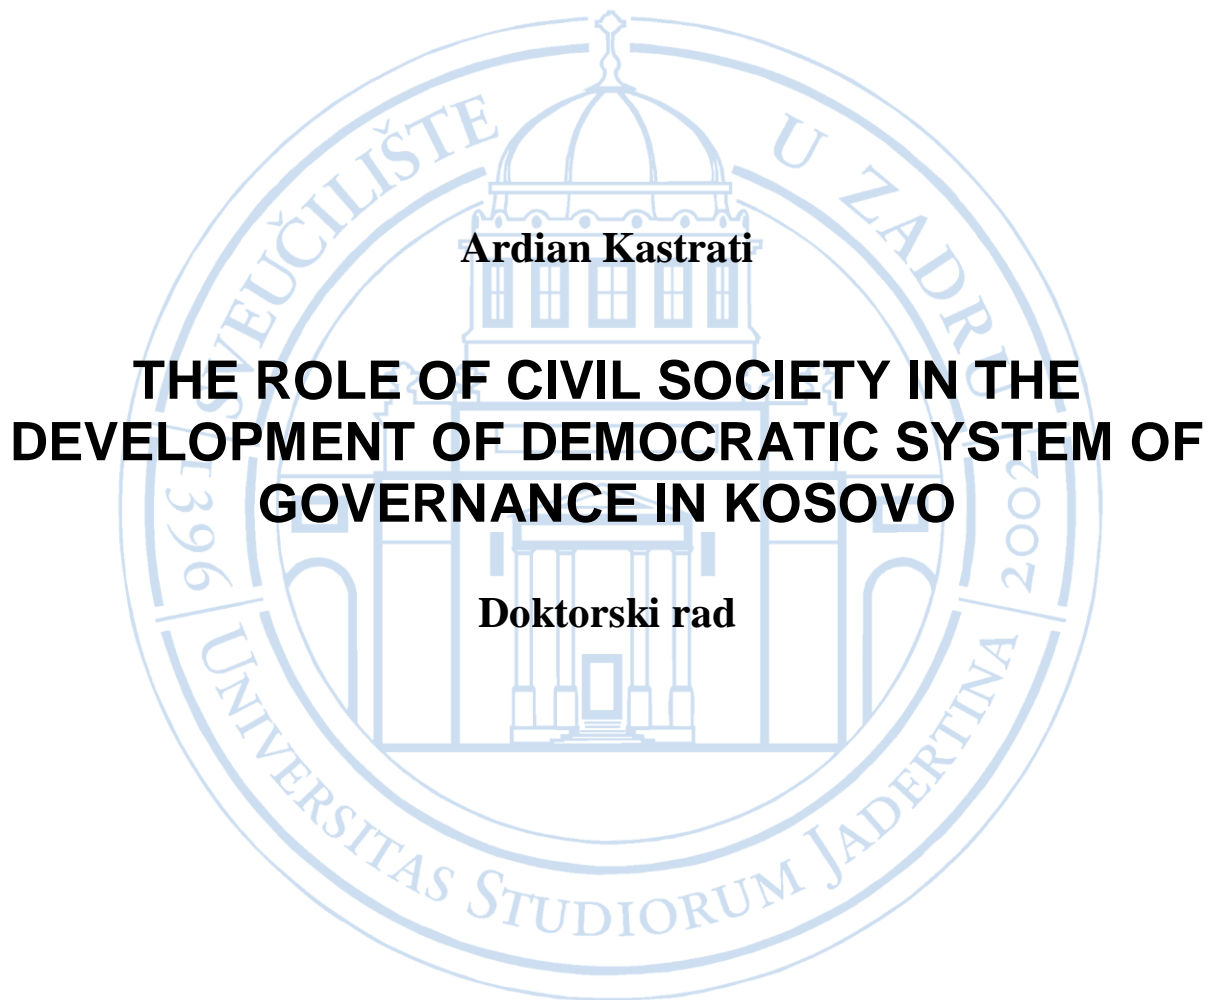 SVEUČILIŠTE U ZADRU
Ardian Kastrati
THE ROLE OF CIVIL SOCIETY IN THE
DEVELOPMENT OF DEMOCRATIC SYSTEM OF
GOVERNANCE IN KOSOVO
1396
2002
Doktorski rad
UNIVERSITAS STUDIORUM JADERTINA